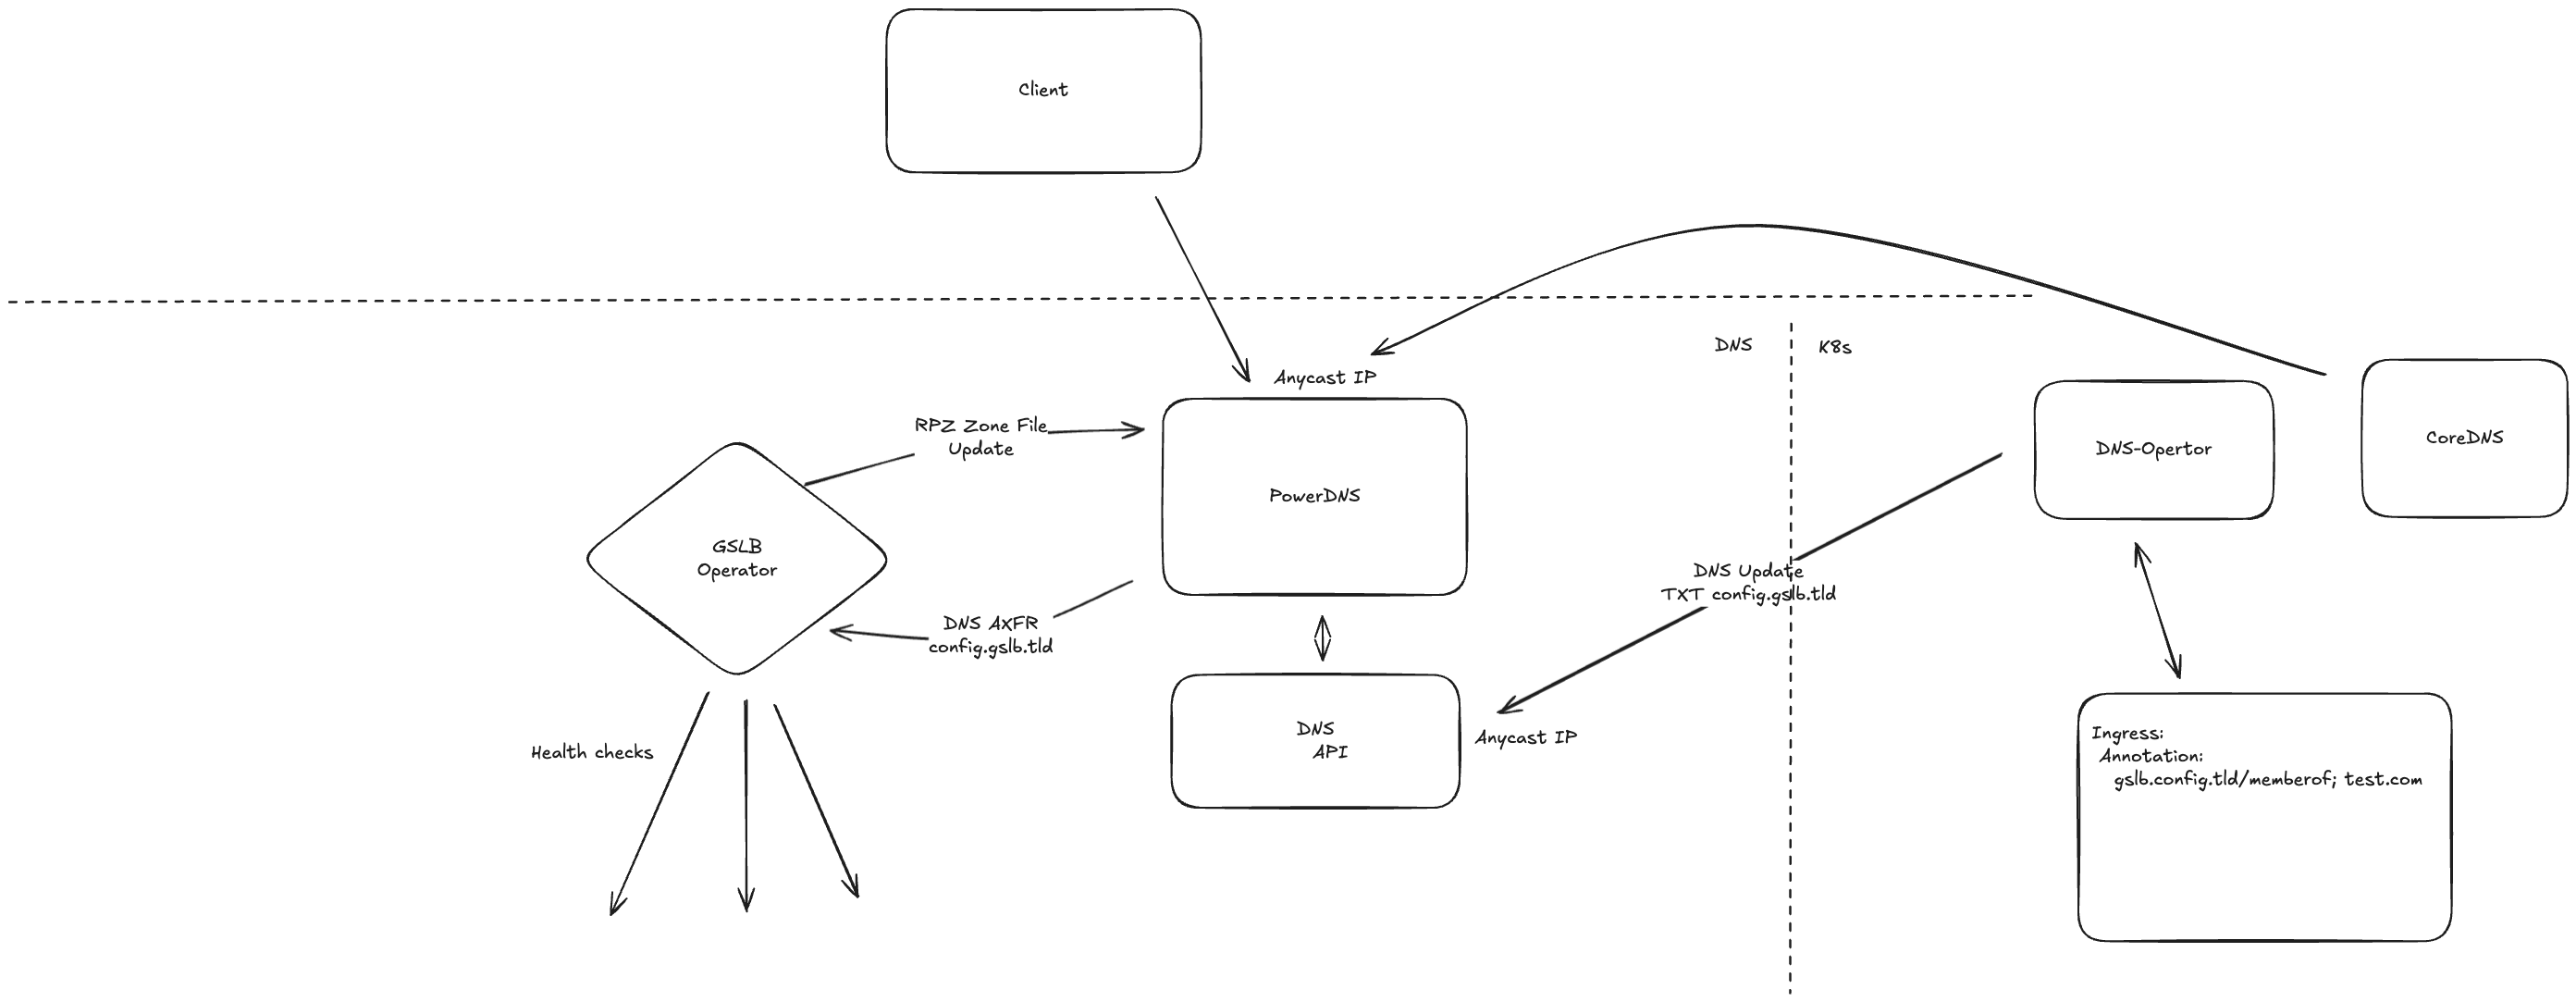 Client
DNS
K8s
Anycast IP
RPZ Zone File
Update
CoreDNS
DNS-Opertor
PowerDNS
GSLB
Operator
DNS Update
TXT config.gslb.tld
DNS AXFR
config.gslb.tld
DNS
API
Anycast IP
Health checks
Ingress:
Annotation:
gslb.config.tld/memberof; test.com